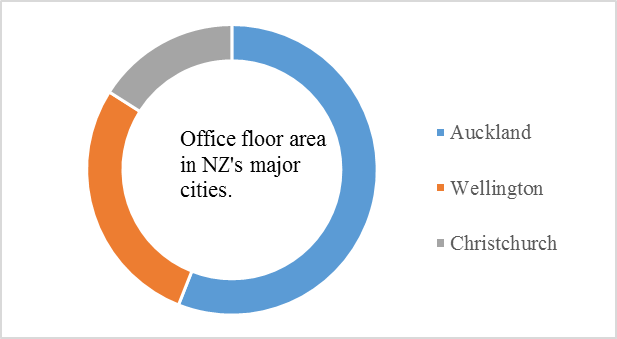 Office floor area
in NZ's major
cities.
Auckland
Wellington
Christchurch